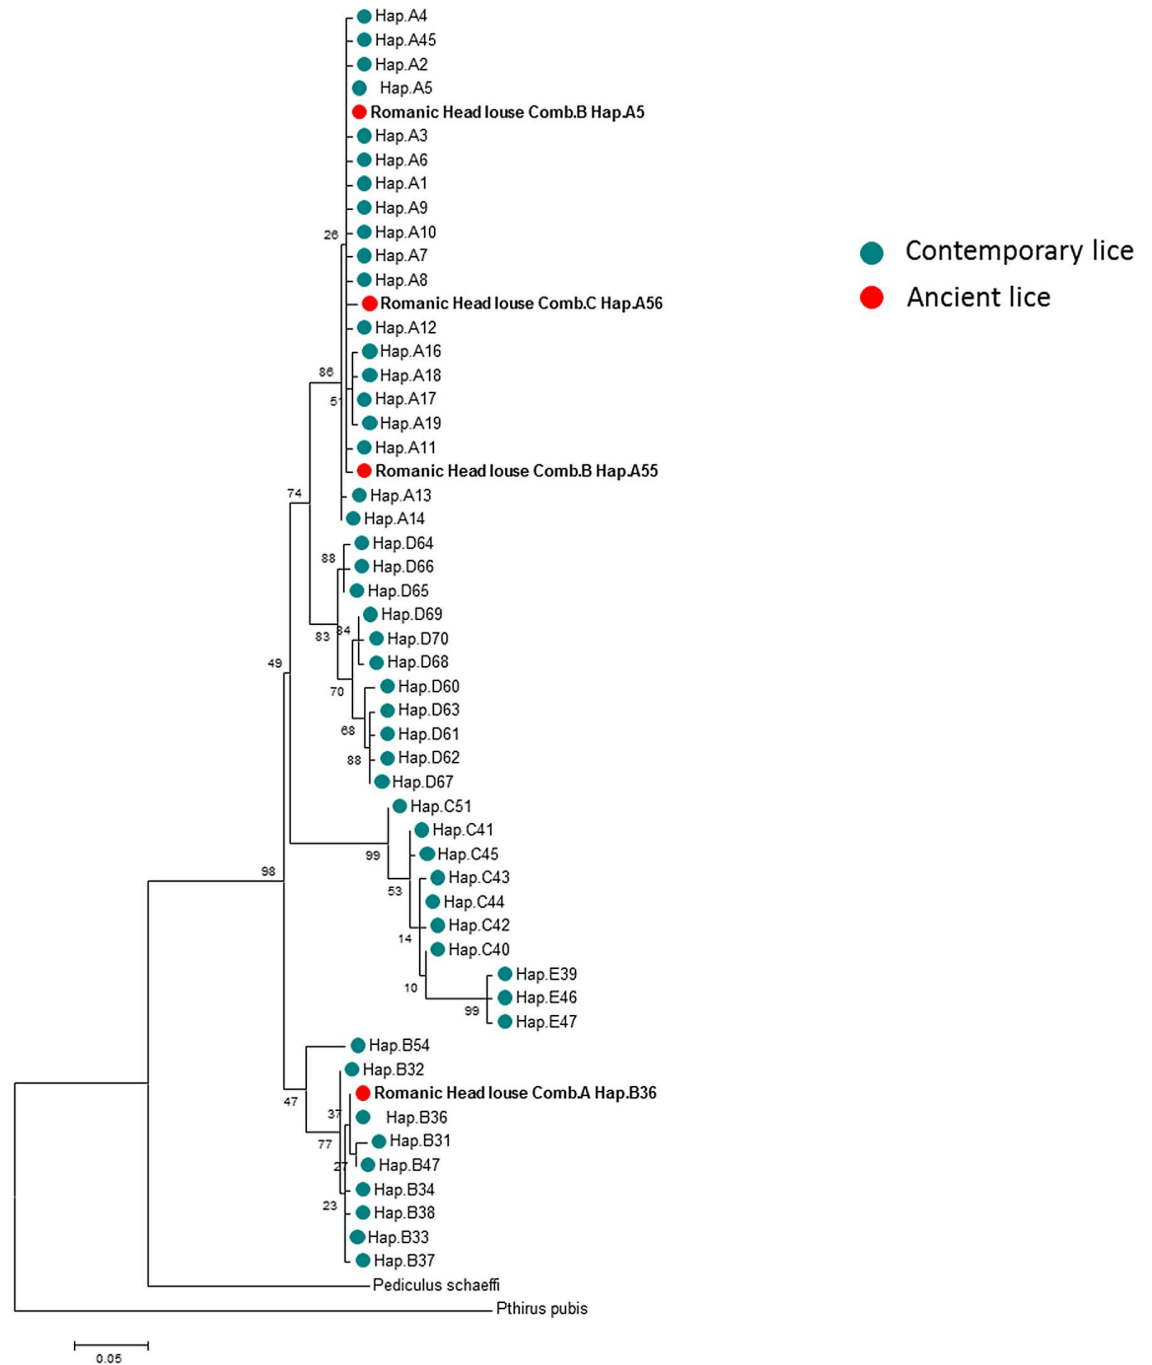 Hap.A4
Hap.A45
Hap.A2
Hap.A5
Romanic Head louse Comb.B Hap.A5
Hap.A3
Hap.A6
Hap.A1
Hap.A9
Hap.A10
26
Hap.A7
Hap.A8
Contemporary lice
Ancient lice
Romanic Head louse Comb.C Hap.A56
Hap.A12
Hap.A16
86
Hap.A18
Hap.A17
Hap.A19
Hap.A11
Romanic Head louse Comb.B Hap.A55
74
Hap.A13
Hap.A14
Hap.D64
88
Hap.D66
Hap.D65
Hap.D69
83
Hap.D70
49
Hap.D68
Hap.D60
70
Hap.D63
68
Hap.D61
Hap.D62
88
Hap.D67
Hap.C51
Hap.C41
99
Hap.C45
98
Hap.C43
53
Hap.C44
Hap.C42
14
Hap.C40
Hap.E39
10
Hap.E46
99
Hap.E47
Hap.B54
Hap.B32
Romanic Head louse Comb.A Hap.B36
47
37
Hap.B36
77
Hap.B31
27
Hap.B47
Hap.B34
23
Hap.B38
Hap.B33
Hap.B37
Pediculus schaeffi
Pthirus pubis
0.05